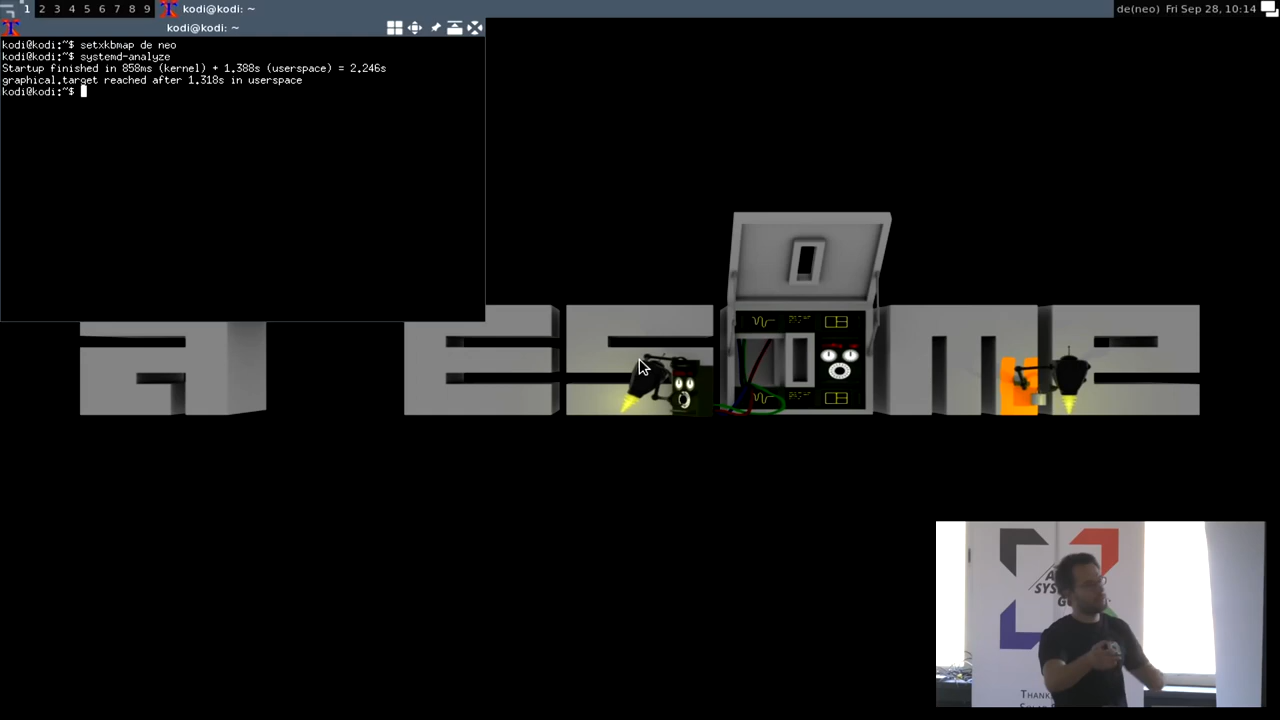 1 2 3 4 5 6 7 8 9 kodi@kodi: ~ de(neo) Fri Sep 28, 10:14
kodi@kodi: ~
kodi@kodi:~$ setxkbmap de neo
kodi@kodi:~$ systemd-analyze
Startup finished in 858ms (kernel) + 1.388s (userspace) = 2.246s
graphical.target reached after 1.318s in userspace
kodi@kodi:~$